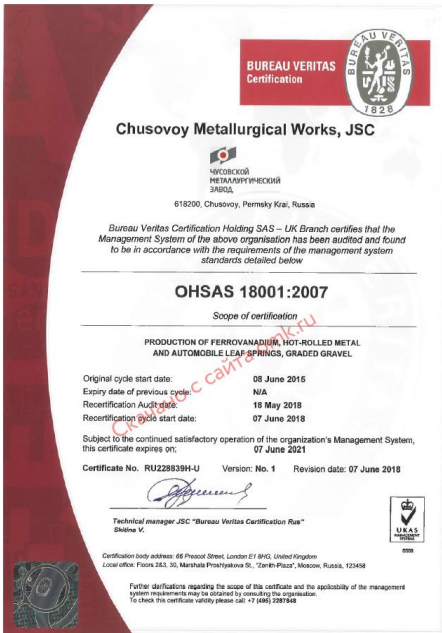 BUREAU VERITAS
Certification
BUREAU VERITAS
1828
Chusovoy Metallurgical Works, JSC
ЧУСОВСКОЙ
МЕТАЛЛУРГИЧЕСКИЙ
ЗАВОД
618200, Chusovoy, Permsky Krai, Russia
Bureau Veritas Certification Holding SAS – UK Branch certifies that the
Management System of the above organisation has been audited and found
to be in accordance with the requirements of the management system
standards detailed below
OHSAS 18001:2007
Scope of certification
PRODUCTION OF FERROVANADIUM, HOT-ROLLED METAL
AND AUTOMOBILE LEAF SPRINGS, GRADED GRAVEL
Скачано с сайта omk.ru
Original cycle start date: 08 June 2015
Expiry date of previous cycle: N/A
Recertification Audit date: 18 May 2018
Recertification cycle start date: 07 June 2018
Subject to the continued satisfactory operation of the organization's Management System,
this certificate expires on: 07 June 2021
Certificate No. RU228839H-U Version: No. 1 Revision date: 07 June 2018
Technical manager JSC "Bureau Veritas Certification Rus"
Skitina V.
UKAS
MANAGEMENT
SYSTEMS
0008
Certification body address: 66 Prescot Street, London E1 8HG, United Kingdom
Local office: Floors 2&3, 30, Marshala Proshlyakova St., "Zenith-Plaza", Moscow, Russia, 123458
Further clarifications regarding the scope of this certificate and the applicability of the management
system requirements may be obtained by consulting the organisation.
To check this certificate validity please call: +7 (495) 2287848